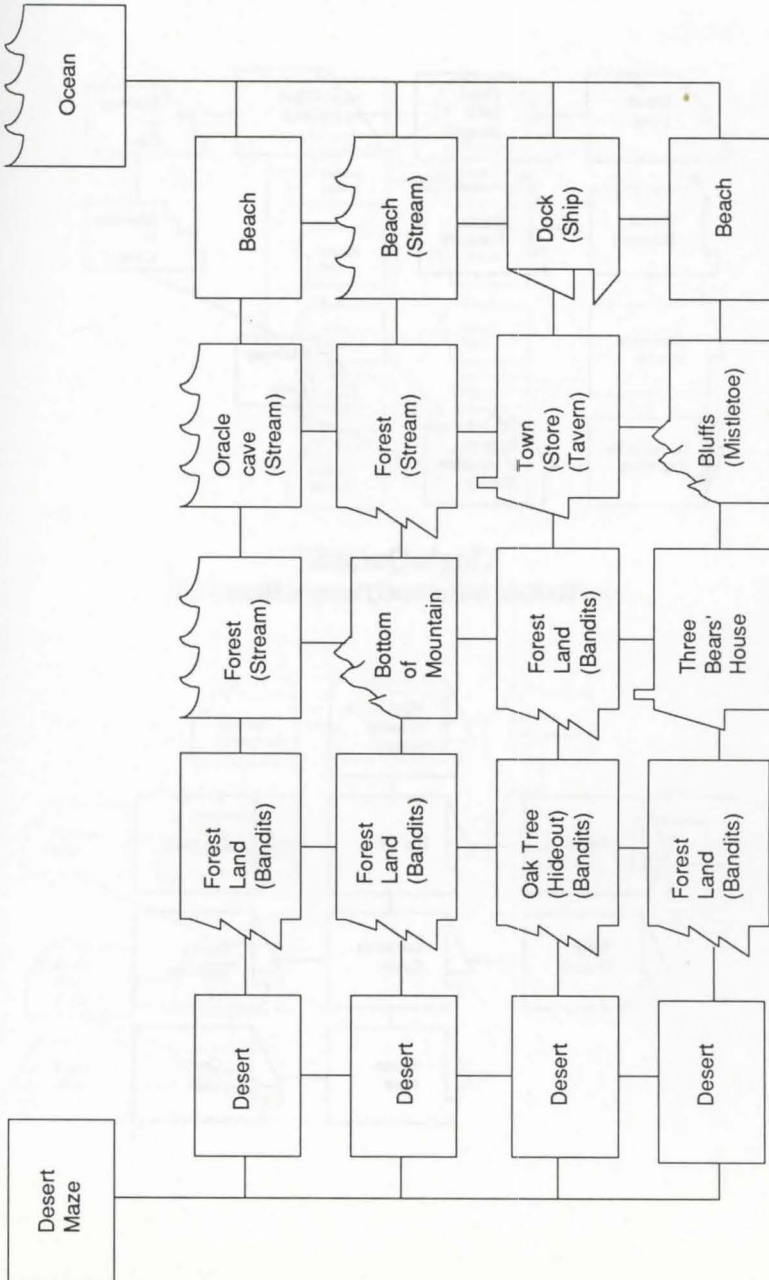 Desert
Maze
Ocean
Desert
Forest
Land
(Bandits)
Forest
(Stream)
Oracle
cave
(Stream)
Beach
Desert
Forest
Land
(Bandits)
Bottom
of
Mountain
Forest
(Stream)
Beach
(Stream)
Desert
Oak Tree
(Hideout)
(Bandits)
Forest
Land
(Bandits)
Town
(Store)
(Tavern)
Dock
(Ship)
Desert
Forest
Land
(Bandits)
Three
Bears'
House
Bluffs
(Mistletoe)
Beach